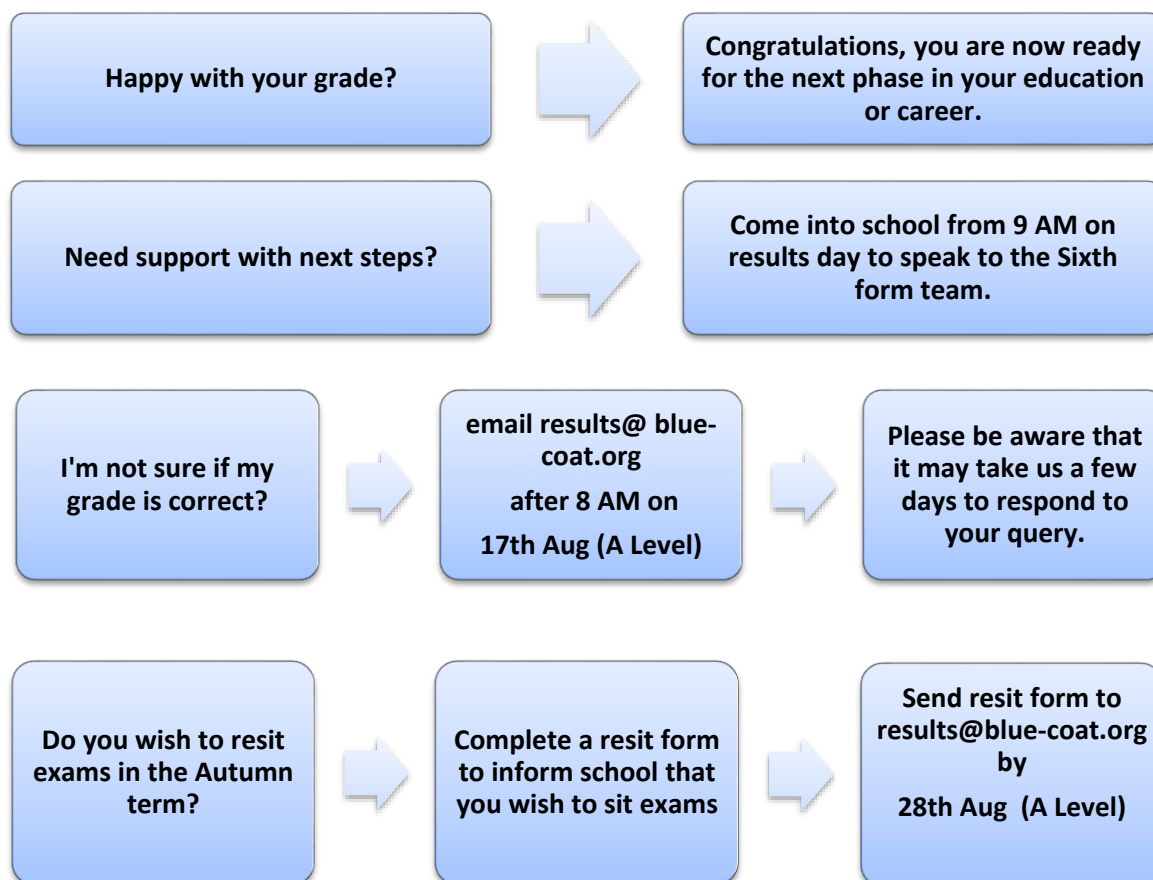 Happy with your grade?
Congratulations, you are now ready
for the next phase in your education
or career.
Need support with next steps?
Come into school from 9 AM on
results day to speak to the Sixth
form team.
I'm not sure if my
grade is correct?
email results@ blue-
coat.org
after 8 AM on
17th Aug (A Level)
Please be aware that
it may take us a few
days to respond to
your query.
Do you wish to resit
exams in the Autumn
term?
Complete a resit form
to inform school that
you wish to sit exams
Send resit form to
results@blue-coat.org
by
28th Aug  (A Level)